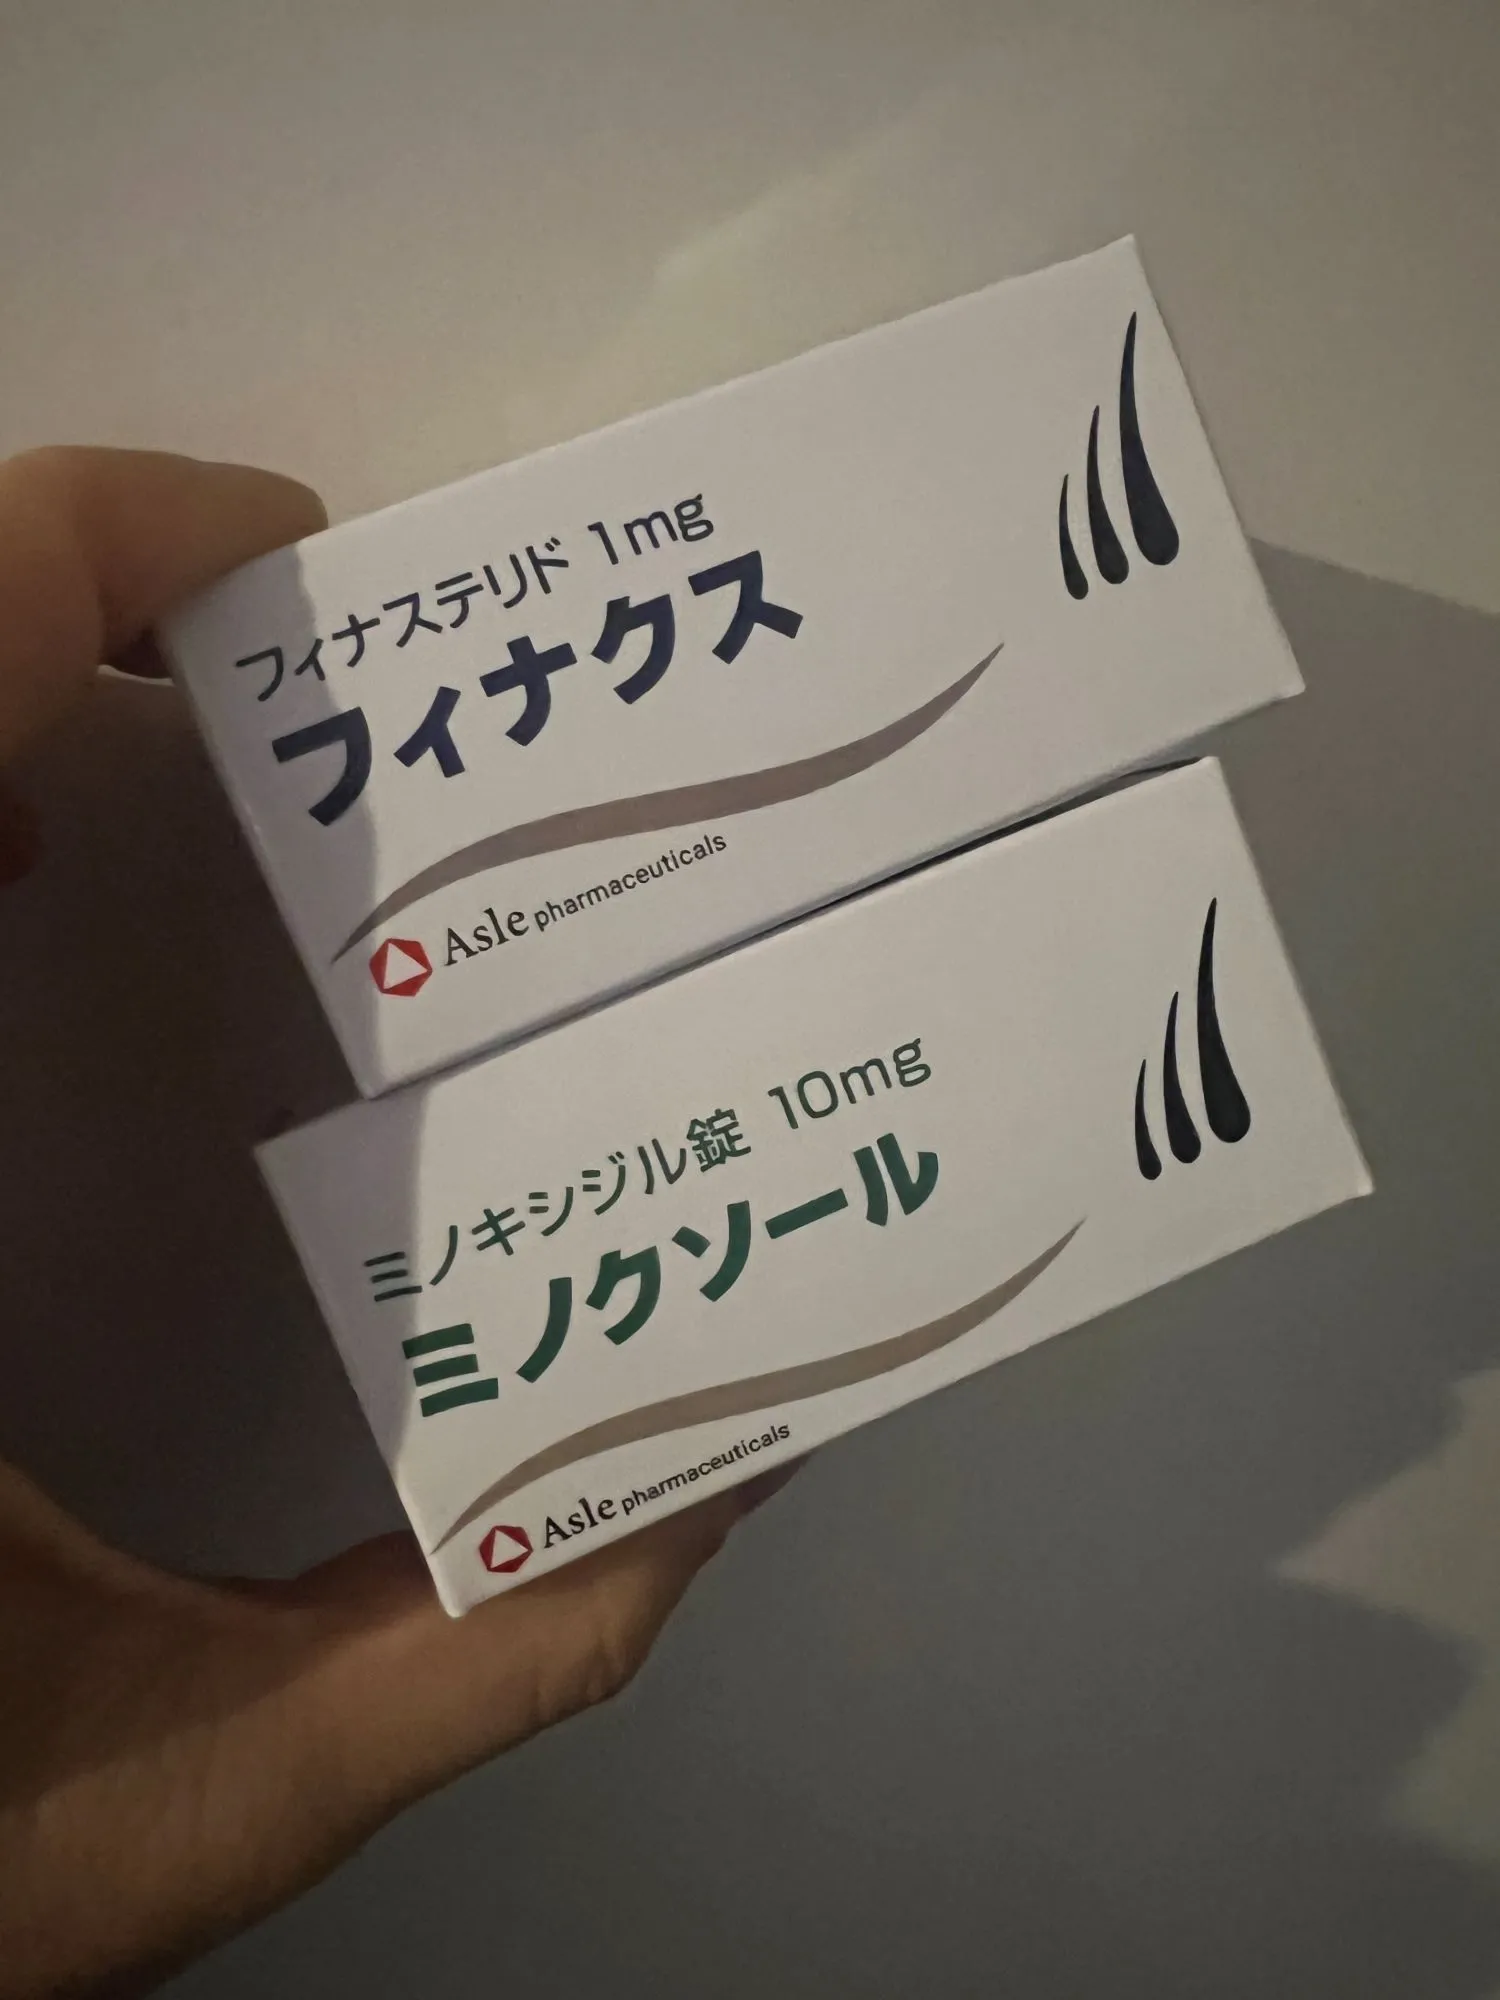 フィナステリド 1mg
フィナクス
Asle pharmaceuticals
ミノキシジル錠 10mg
ミノクソール
Asle pharmaceuticals